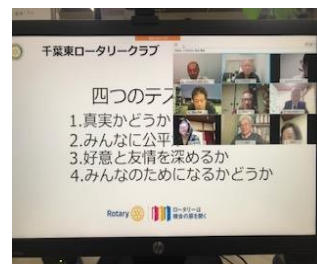 千葉東ロータリークラブ
四つのテス
1.真実かどうか
2.みんなに公平
3.好意と友情を深めるか
4.みんなのためになるかどうか
Rotary
ロータリーは
機会の扉を開く
hp